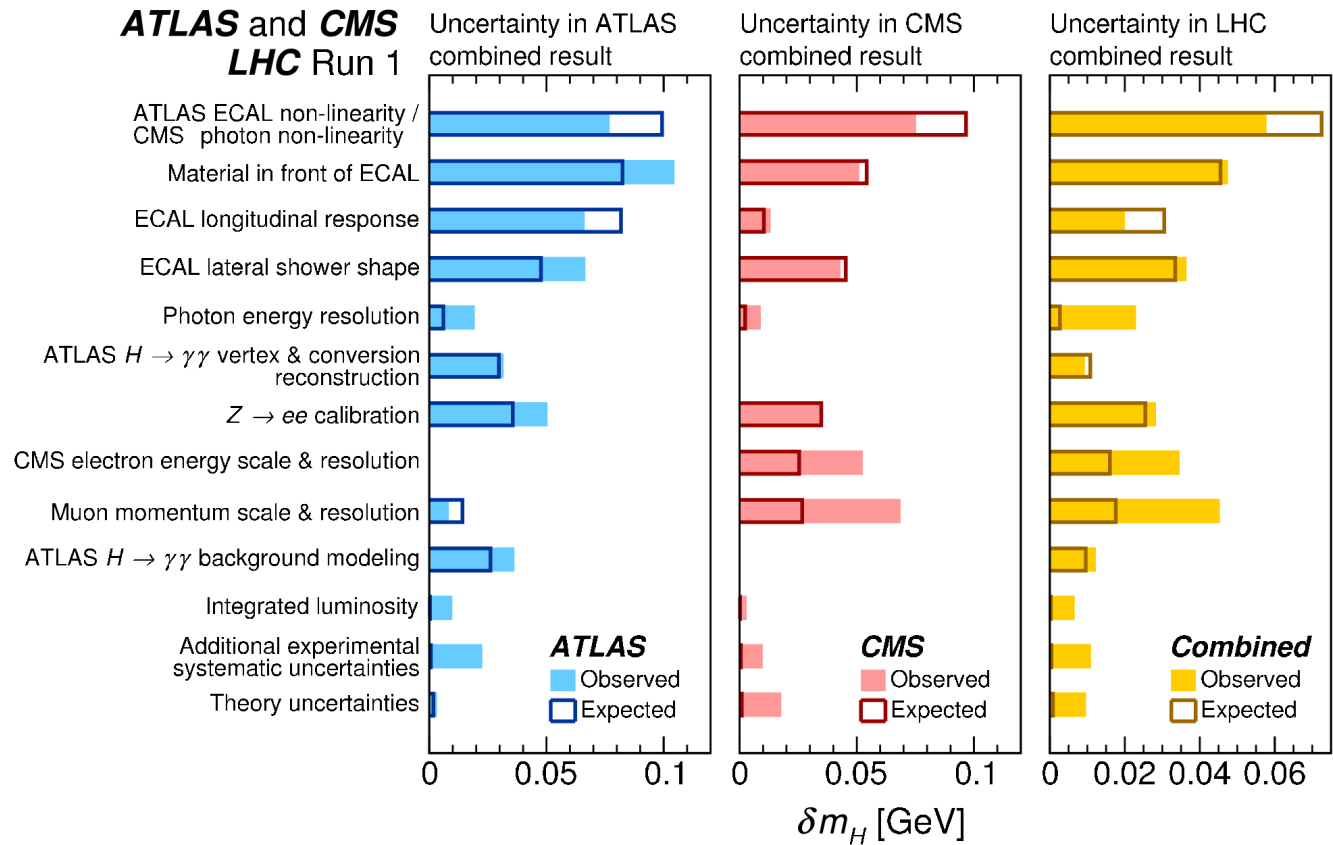 ATLAS and CMS
LHC Run 1
Uncertainty in ATLAS
combined result
Uncertainty in CMS
combined result
Uncertainty in LHC
combined result
ATLAS ECAL non-linearity /
CMS photon non-linearity
Material in front of ECAL
ECAL longitudinal response
ECAL lateral shower shape
Photon energy resolution
ATLAS H → γγ vertex & conversion
reconstruction
Z → ee calibration
CMS electron energy scale & resolution
Muon momentum scale & resolution
ATLAS H → γγ background modeling
Integrated luminosity
Additional experimental
systematic uncertainties
Theory uncertainties
ATLAS
Observed
Expected
CMS
Observed
Expected
Combined
Observed
Expected
0 0.05 0.1
0 0.05 0.1
0 0.02 0.04 0.06
δm_H [GeV]